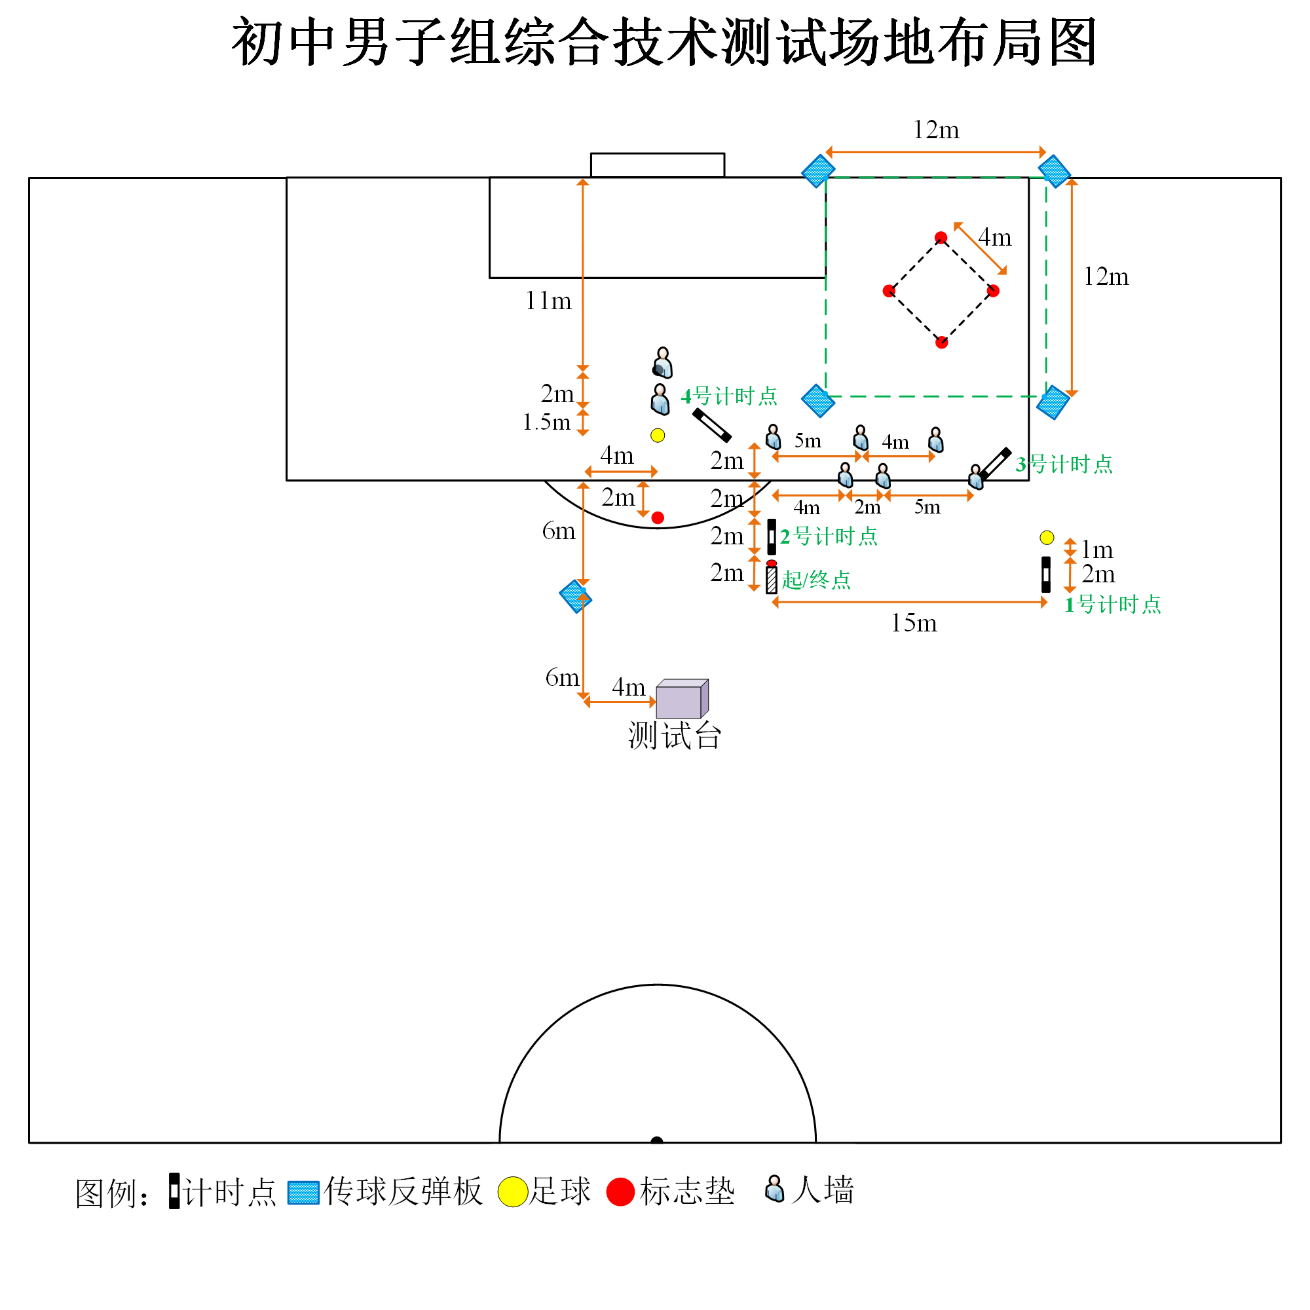 初中男子组综合技术测试场地布局图
12m
4m
12m
11m
2m
4号计时点
1.5m
5m
4m
4m
2m
3号计时点
2m
2m
4m
2m
5m
6m
2m
2号计时点
1m
2m
起/终点
2m
1号计时点
15m
6m
4m
测试台
图例：计时点 传球反弹板 足球 标志垫 人墙